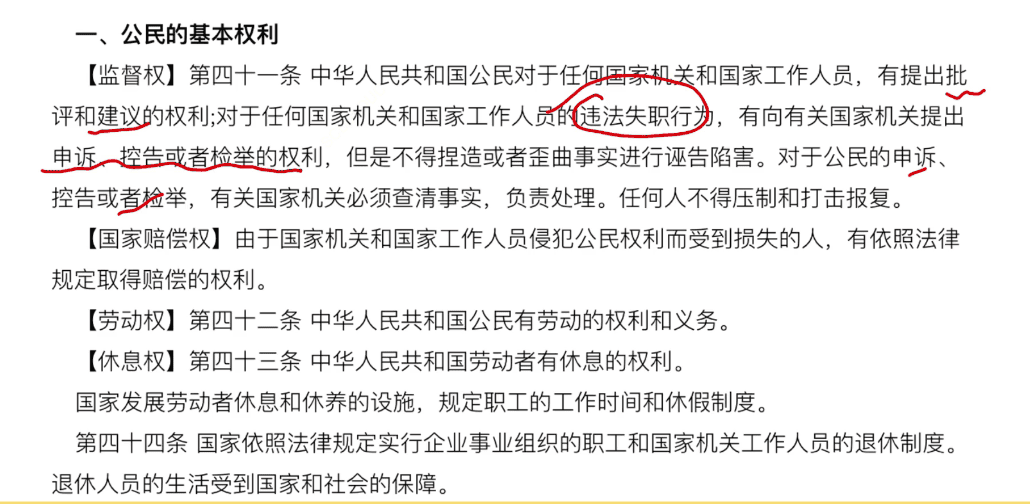 一、公民的基本权利
【监督权】第四十一条 中华人民共和国公民对于任何国家机关和国家工作人员，有提出批
评和建议的权利;对于任何国家机关和国家工作人员的违法失职行为，有向有关国家机关提出
申诉、控告或者检举的权利，但是不得捏造或者歪曲事实进行诬告陷害。对于公民的申诉、
控告或者检举，有关国家机关必须查清事实，负责处理。任何人不得压制和打击报复。
【国家赔偿权】由于国家机关和国家工作人员侵犯公民权利而受到损失的人，有依照法律
规定取得赔偿的权利。
【劳动权】第四十二条 中华人民共和国公民有劳动的权利和义务。
【休息权】第四十三条 中华人民共和国劳动者有休息的权利。
国家发展劳动者休息和休养的设施，规定职工的工作时间和休假制度。
第四十四条 国家依照法律规定实行企业事业组织的职工和国家机关工作人员的退休制度。
退休人员的生活受到国家和社会的保障。